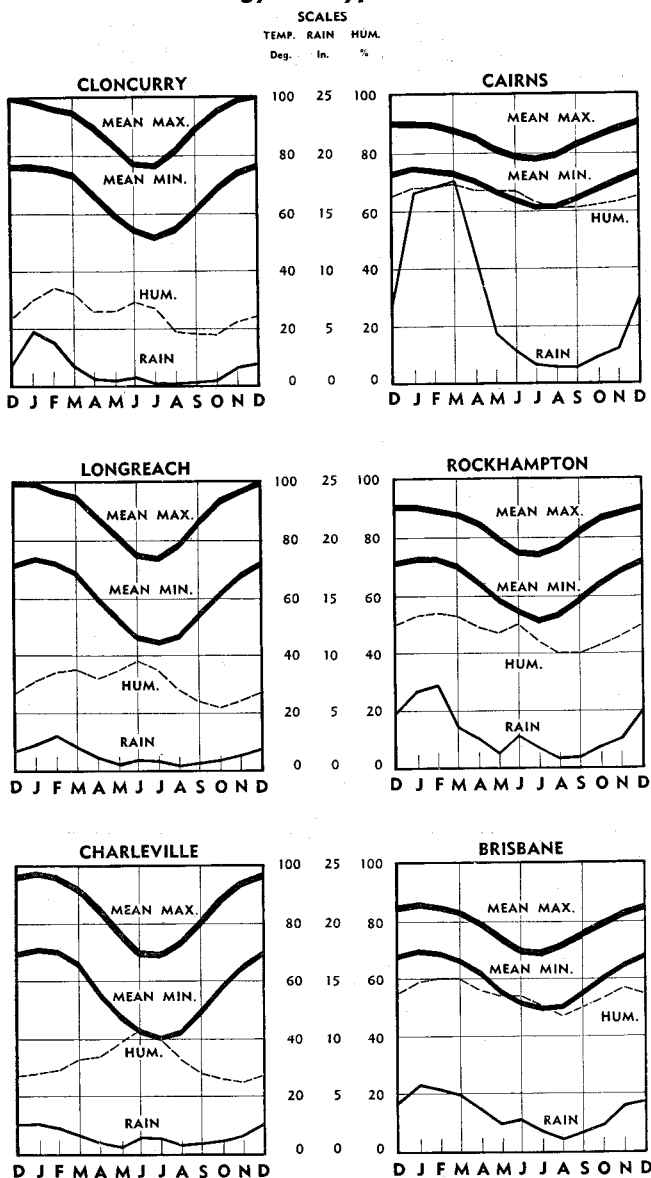 SCALES
TEMP. RAIN HUM.
Deg. In. %
CLONCURRY
CAIRNS
100 25 100
MEAN MAX.
MEAN MAX.
80 20 80
MEAN MIN.
MEAN MIN.
60 15 60
HUM.
40 10 40
HUM.
20 5 20
RAIN
RAIN
0 0 0
D J F M A M J J A S O N D
D J F M A M J J A S O N D
LONGREACH
ROCKHAMPTON
100 25 100
MEAN MAX.
MEAN MAX.
80 20 80
MEAN MIN.
MEAN MIN.
60 15 60
40 10 40
HUM.
HUM.
20 5 20
RAIN
RAIN
0 0 0
D J F M A M J J A S O N D
D J F M A M J J A S O N D
CHARLEVILLE
BRISBANE
100 25 100
MEAN MAX.
MEAN MAX.
80 20 80
MEAN MIN.
MEAN MIN.
60 15 60
HUM.
40 10 40
HUM.
20 5 20
RAIN
RAIN
0 0 0
D J F M A M J J A S O N D
D J F M A M J J A S O N D